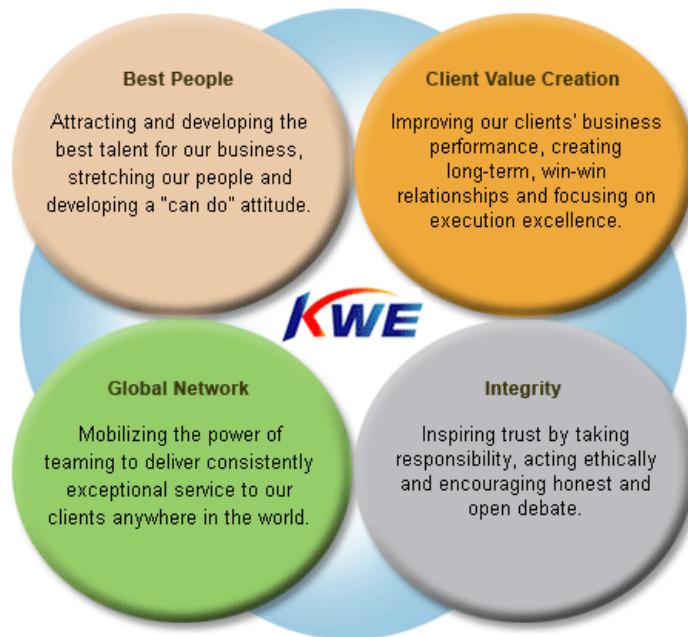 Best People
Attracting and developing the
best talent for our business,
stretching our people and
developing a "can do" attitude.
Client Value Creation
Improving our clients' business
performance, creating
long-term, win-win
relationships and focusing on
execution excellence.
KWE
Global Network
Mobilizing the power of
teaming to deliver consistently
exceptional service to our
clients anywhere in the world.
Integrity
Inspiring trust by taking
responsibility, acting ethically
and encouraging honest and
open debate.